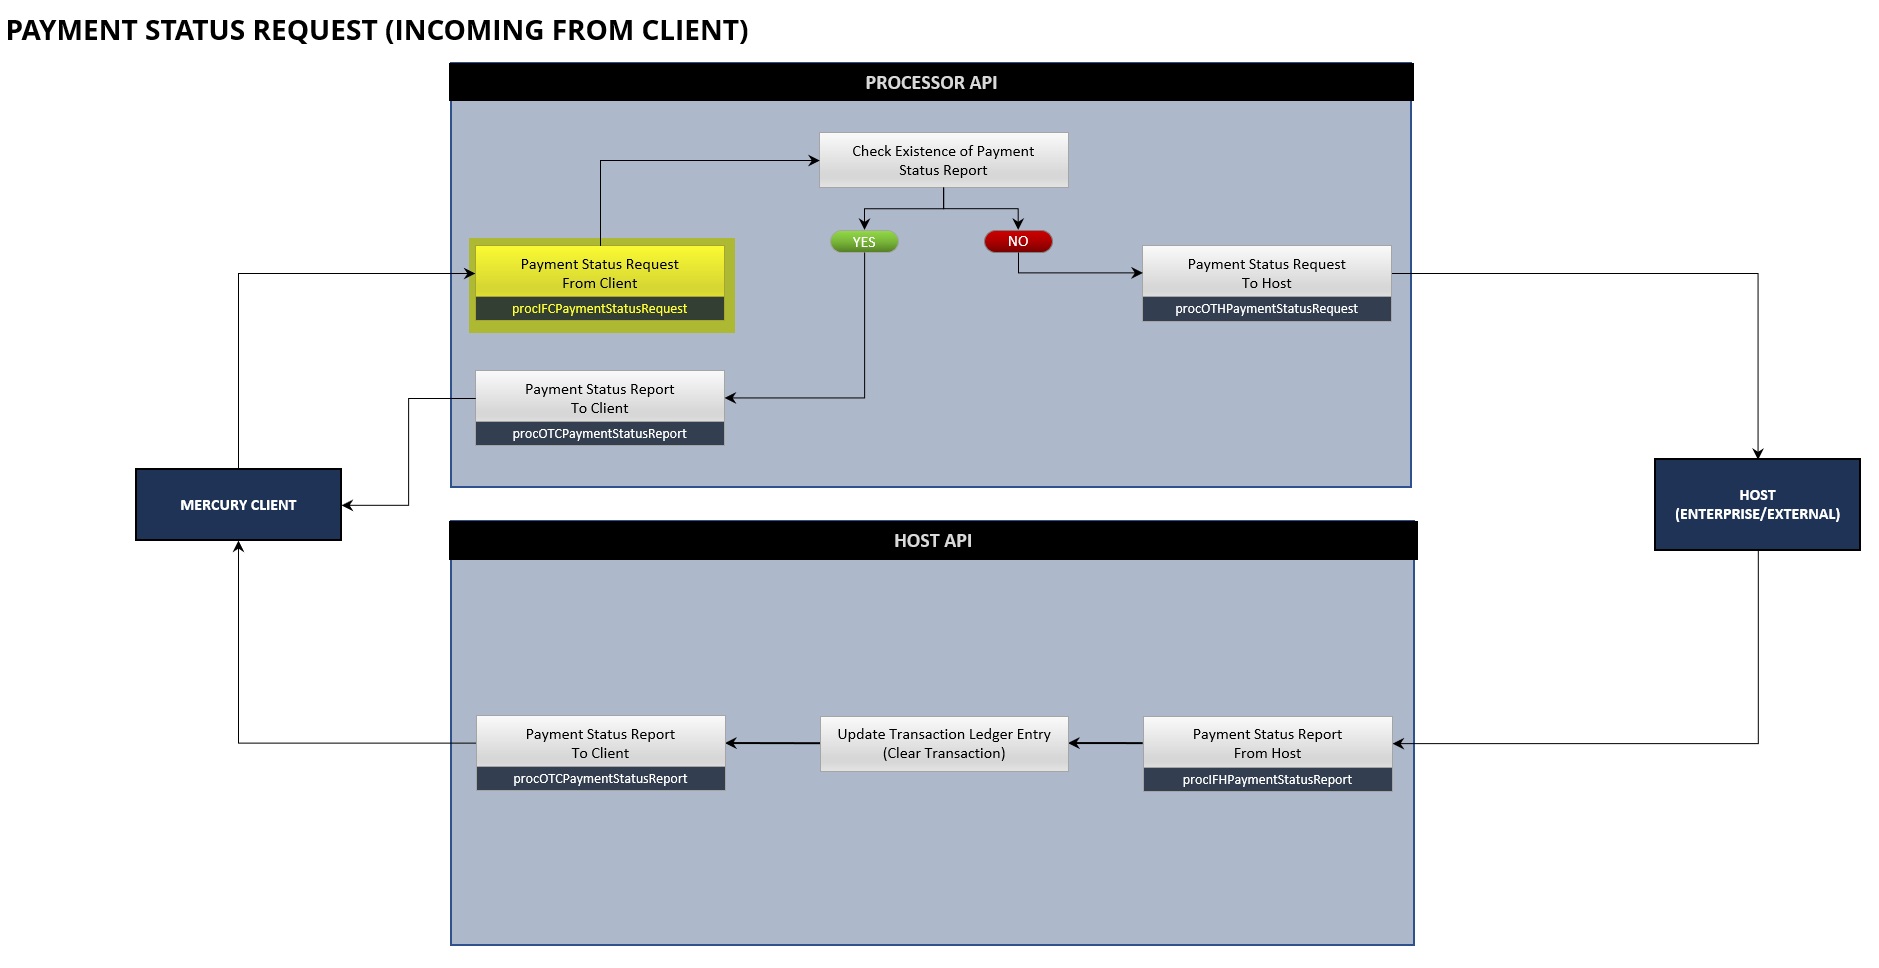 PAYMENT STATUS REQUEST (INCOMING FROM CLIENT)
PROCESSOR API
Check Existence of Payment
Status Report
YES
NO
Payment Status Request
From Client
procIFCPaymentStatusRequest
Payment Status Request
To Host
procOTHPaymentStatusRequest
Payment Status Report
To Client
procOTCPaymentStatusReport
MERCURY CLIENT
HOST
(ENTERPRISE/EXTERNAL)
HOST API
Payment Status Report
To Client
procOTCPaymentStatusReport
Update Transaction Ledger Entry
(Clear Transaction)
Payment Status Report
From Host
procIFHPaymentStatusReport